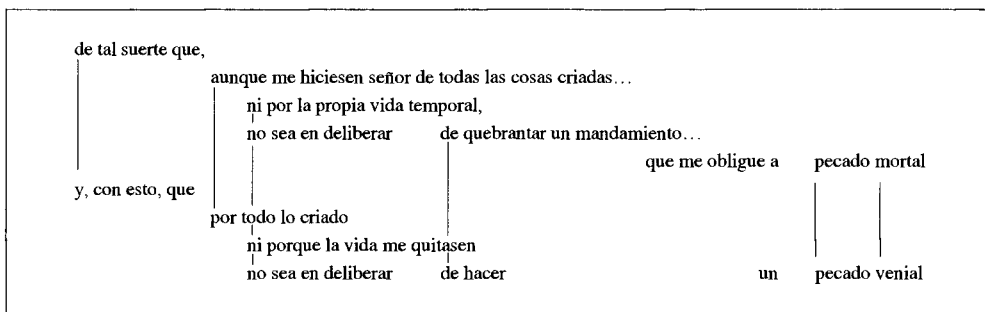 de tal suerte que,
aunque me hiciesen señor de todas las cosas criadas…
ni por la propia vida temporal,
no sea en deliberar de quebrantar un mandamiento…
que me obligue a pecado mortal
y, con esto, que
por todo lo criado
ni porque la vida me quitasen
no sea en deliberar de hacer un pecado venial